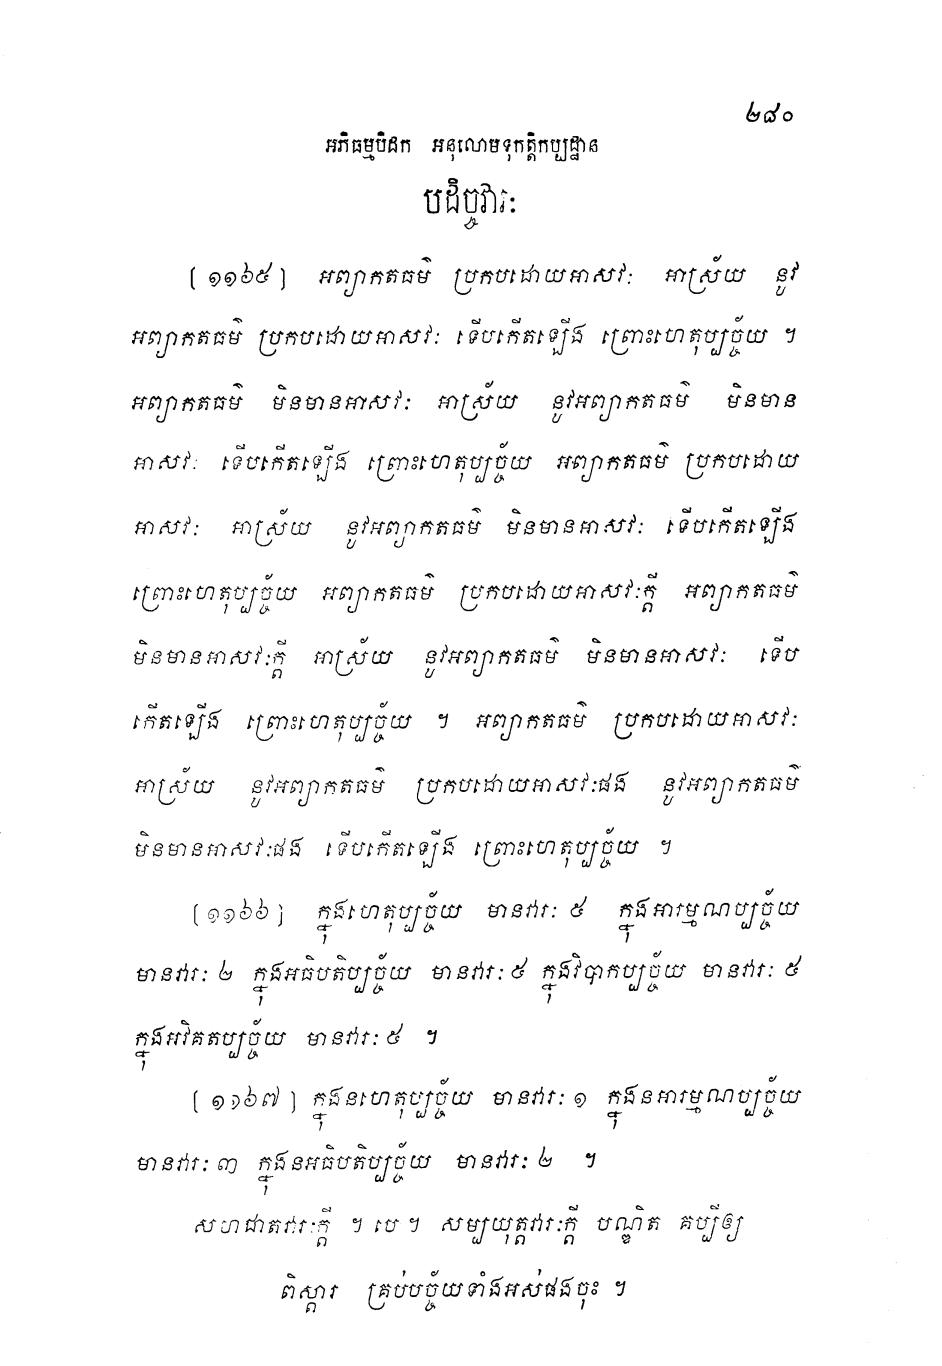 ២៨០
អភិធម្មបិដក អនុលោមទុកត្តិកប្បដ្ឋាន
បដិច្ចវារៈ
[១១៦៥] អព្យាកតធម៌ ប្រកបដោយអាសវៈ អាស្រ័យ នូវ
អព្យាកតធម៌ ប្រកបដោយអាសវៈ ទើបកើតឡើង ព្រោះហេតុប្បច្ច័យ ។
អព្យាកតធម៌ មិនមានអាសវៈ អាស្រ័យ នូវអព្យាកតធម៌ មិនមាន
អាសវៈ ទើបកើតឡើង ព្រោះហេតុប្បច្ច័យ អព្យាកតធម៌ ប្រកបដោយ
អាសវៈ អាស្រ័យ នូវអព្យាកតធម៌ មិនមានអាសវៈ ទើបកើតឡើង
ព្រោះហេតុប្បច្ច័យ អព្យាកតធម៌ ប្រកបដោយអាសវៈក្តី អព្យាកតធម៌
មិនមានអាសវៈក្តី អាស្រ័យ នូវអព្យាកតធម៌ មិនមានអាសវៈ ទើប
កើតឡើង ព្រោះហេតុប្បច្ច័យ ។ អព្យាកតធម៌ ប្រកបដោយអាសវៈ
អាស្រ័យ នូវអព្យាកតធម៌ ប្រកបដោយអាសវៈផង នូវអព្យាកតធម៌
មិនមានអាសវៈផង ទើបកើតឡើង ព្រោះហេតុប្បច្ច័យ ។
[១១៦៦] ក្នុងហេតុប្បច្ច័យ មានវារៈ ៥ ក្នុងអារម្មណប្បច្ច័យ
មានវារៈ ២ ក្នុងអធិបតិប្បច្ច័យ មានវារៈ ៥ ក្នុងវិបាកប្បច្ច័យ មានវារៈ ៥
ក្នុងអវិគតប្បច្ច័យ មានវារៈ ៥ ។
[១១៦៧] ក្នុងនហេតុប្បច្ច័យ មានវារៈ ១ ក្នុងនអារម្មណប្បច្ច័យ
មានវារៈ ៣ ក្នុងនអធិបតិប្បច្ច័យ មានវារៈ ២ ។
សហជាតវារៈក្តី ។ បេ ។ សម្បយុត្តវារៈក្តី បណ្ឌិត គប្បីឲ្យ
ពិស្តារ គ្រប់បច្ច័យទាំងអស់ផងចុះ ។